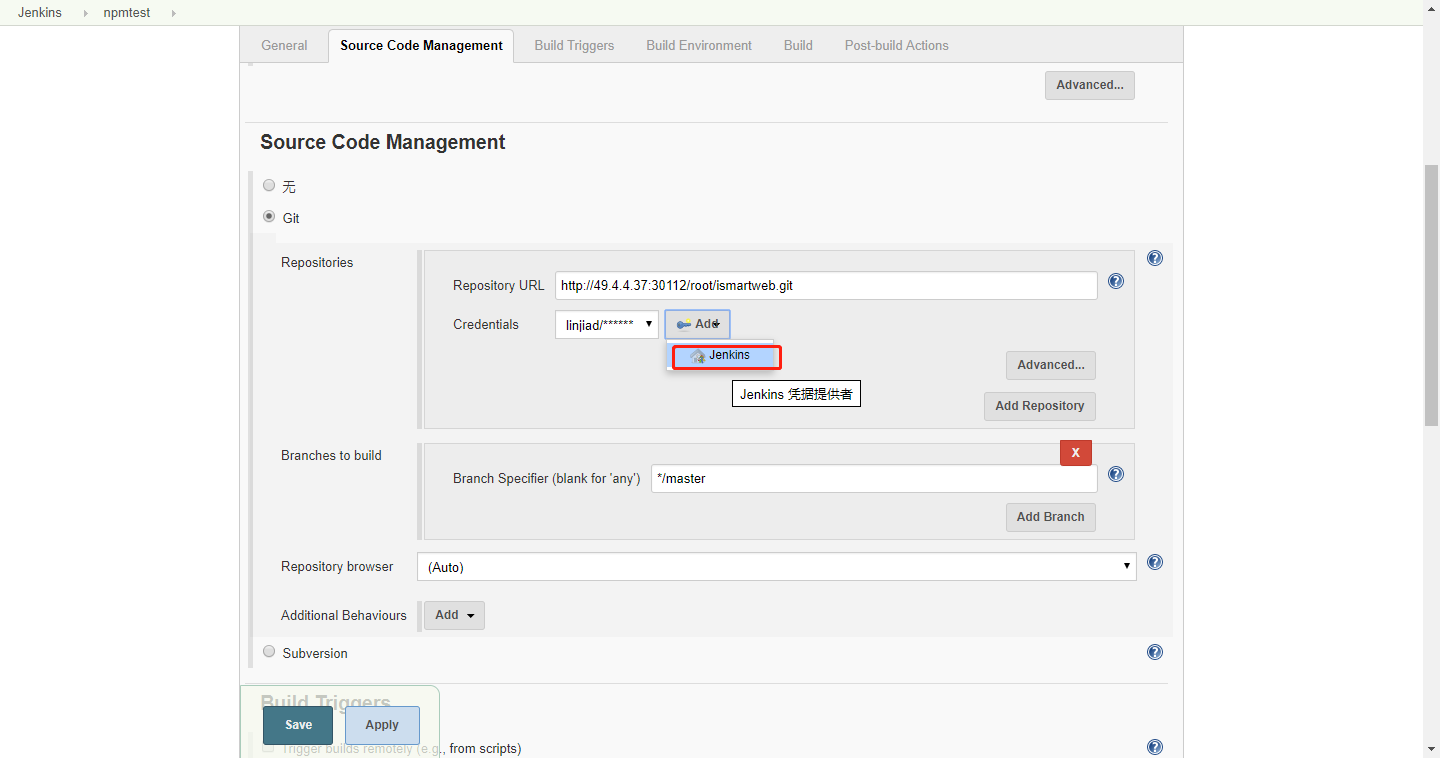 Jenkins npmtest
General Source Code Management Build Triggers Build Environment Build Post-build Actions
Advanced...
Source Code Management
无
Git
Repositories
Repository URL http://49.4.4.37:30112/root/ismartweb.git
Credentials linjiad/****** Add
Jenkins
Advanced...
Jenkins 凭据提供者
Add Repository
Branches to build X
Branch Specifier (blank for 'any') */master
Add Branch
Repository browser (Auto)
Additional Behaviours Add
Subversion
Build Triggers
Save Apply
Trigger builds remotely (e.g., from scripts)